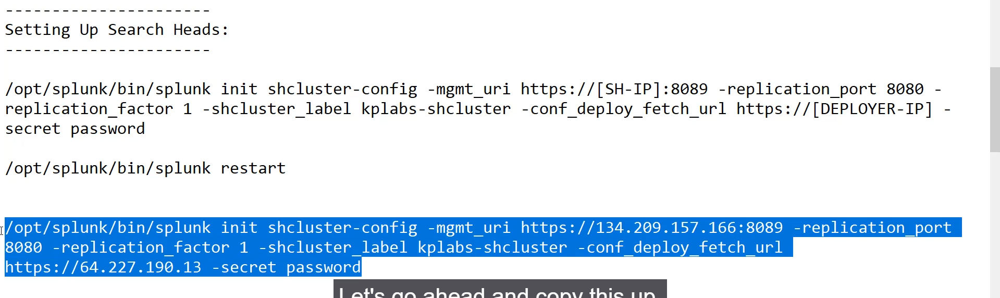 ----------------------
Setting Up Search Heads:
----------------------
/opt/splunk/bin/splunk init shcluster-config -mgmt_uri https://[SH-IP]:8089 -replication_port 8080 -
replication_factor 1 -shcluster_label kplabs-shcluster -conf_deploy_fetch_url https://[DEPLOYER-IP] -
secret password
/opt/splunk/bin/splunk restart
/opt/splunk/bin/splunk init shcluster-config -mgmt_uri https://134.209.157.166:8089 -replication_port
8080 -replication_factor 1 -shcluster_label kplabs-shcluster -conf_deploy_fetch_url
https://64.227.190.13 -secret password
Let's go ahead and copy this up